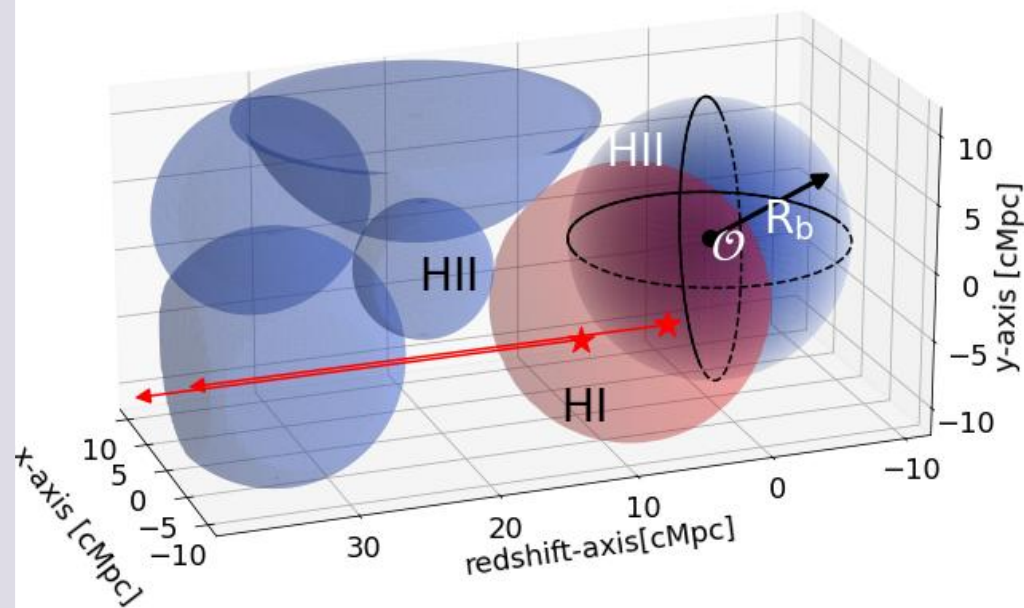 HII
R_b
𝒪
HII
HI
10
5
0
−5
−10
y-axis [cMpc]
10
5
0
−5
−10
x-axis [cMpc]
30
20
10
0
−10
redshift-axis[cMpc]